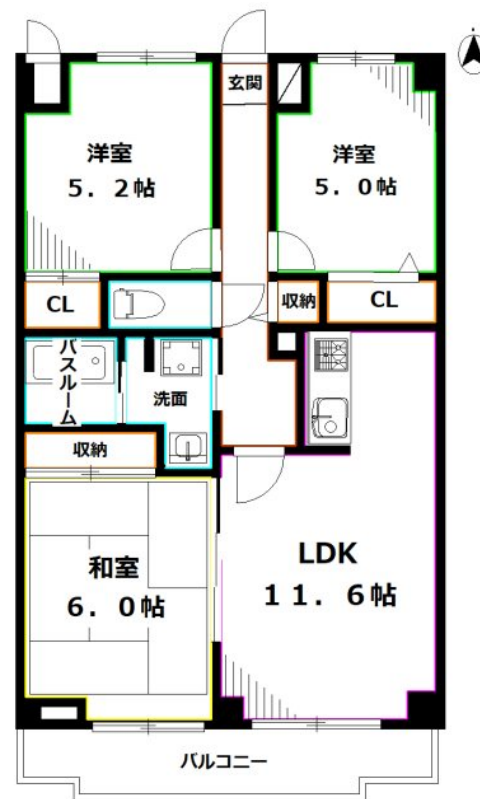 玄関
洋室
5．2帖
洋室
5．0帖
CL
収納
CL
バスルーム
洗面
収納
和室
6．0帖
LDK
11．6帖
バルコニー